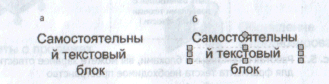 а б
Самостоятельны Самостоятельны
й текстовый й текстовый
блок блок